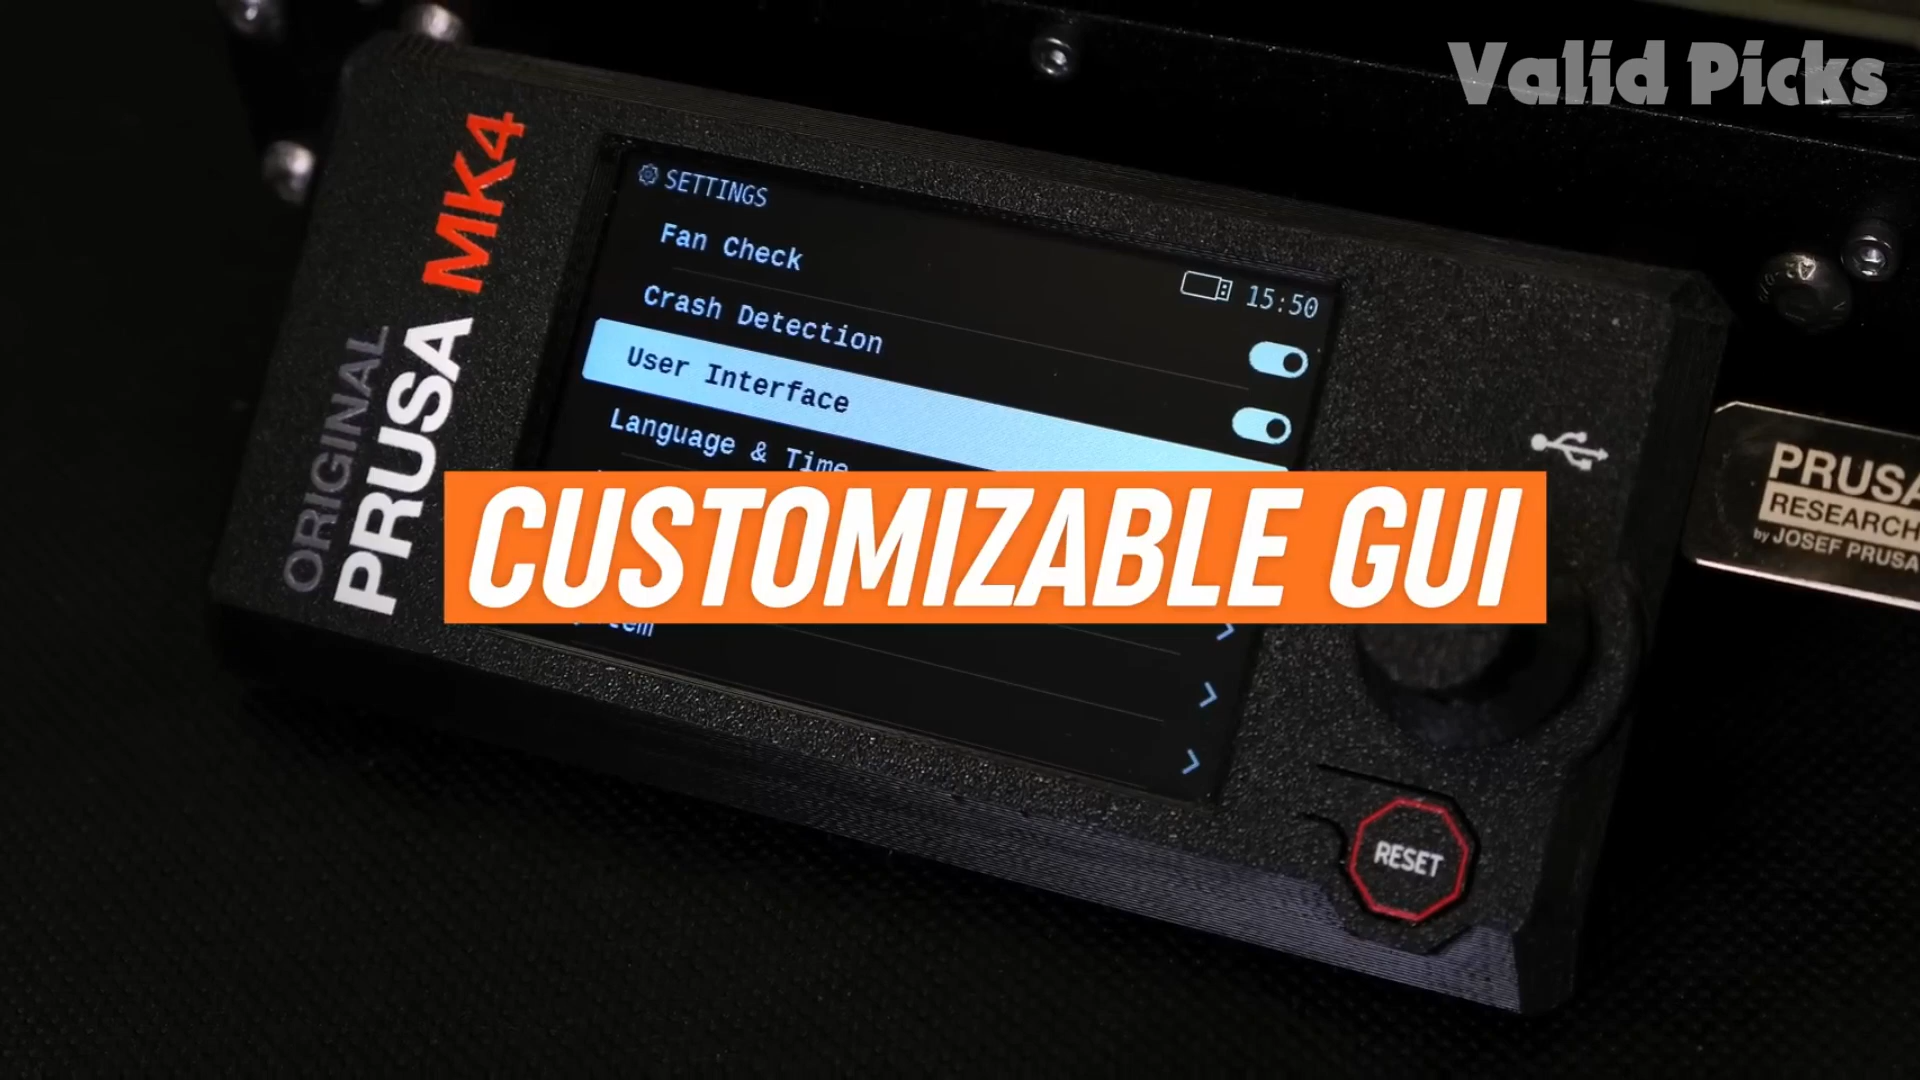 Valid Picks
ORIGINAL
PRUSA MK4
SETTINGS
15:50
Fan Check
Crash Detection
User Interface
Language & Time
CUSTOMIZABLE GUI
PRUSA
RESEARCH
by JOSEF PRUSA
RESET